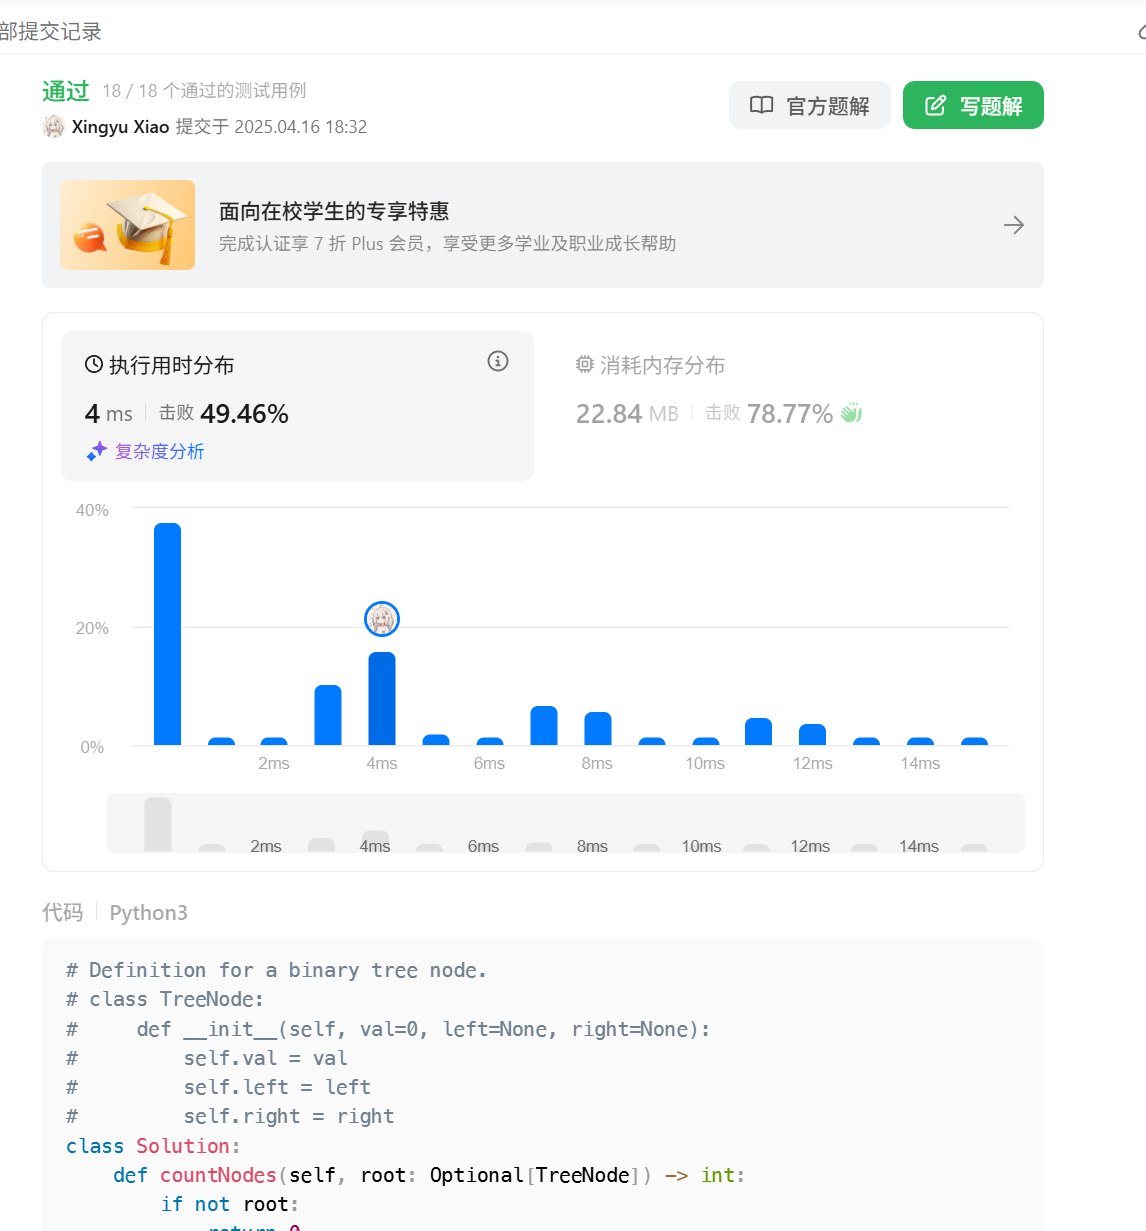 部提交记录
通过 18 / 18 个通过的测试用例
官方题解
写题解
Xingyu Xiao 提交于 2025.04.16 18:32
面向在校学生的专享特惠
完成认证享 7 折 Plus 会员，享受更多学业及职业成长帮助
执行用时分布
4 ms 击败 49.46%
复杂度分析
消耗内存分布
22.84 MB 击败 78.77%
40%
20%
0%
2ms 4ms 6ms 8ms 10ms 12ms 14ms
2ms 4ms 6ms 8ms 10ms 12ms 14ms
代码 Python3
# Definition for a binary tree node.
# class TreeNode:
#     def __init__(self, val=0, left=None, right=None):
#         self.val = val
#         self.left = left
#         self.right = right
class Solution:
    def countNodes(self, root: Optional[TreeNode]) -> int:
        if not root:
            return 0